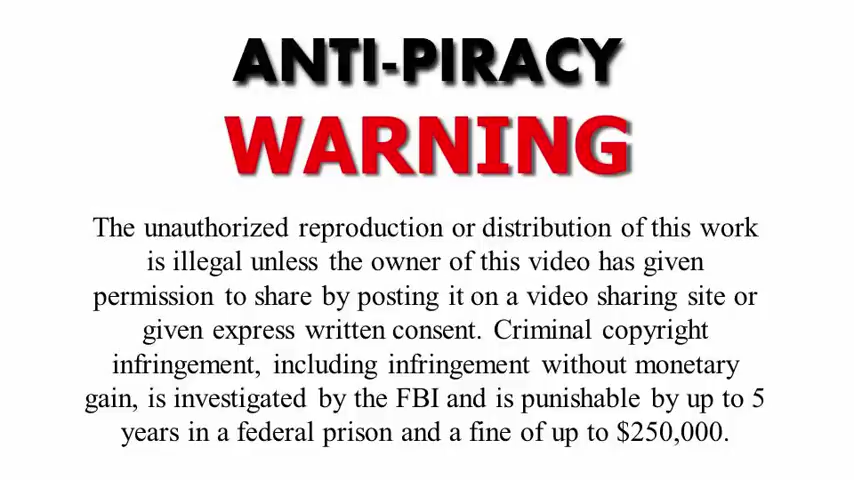 ANTI-PIRACY
WARNING
The unauthorized reproduction or distribution of this work
is illegal unless the owner of this video has given
permission to share by posting it on a video sharing site or
given express written consent. Criminal copyright
infringement, including infringement without monetary
gain, is investigated by the FBI and is punishable by up to 5
years in a federal prison and a fine of up to $250,000.